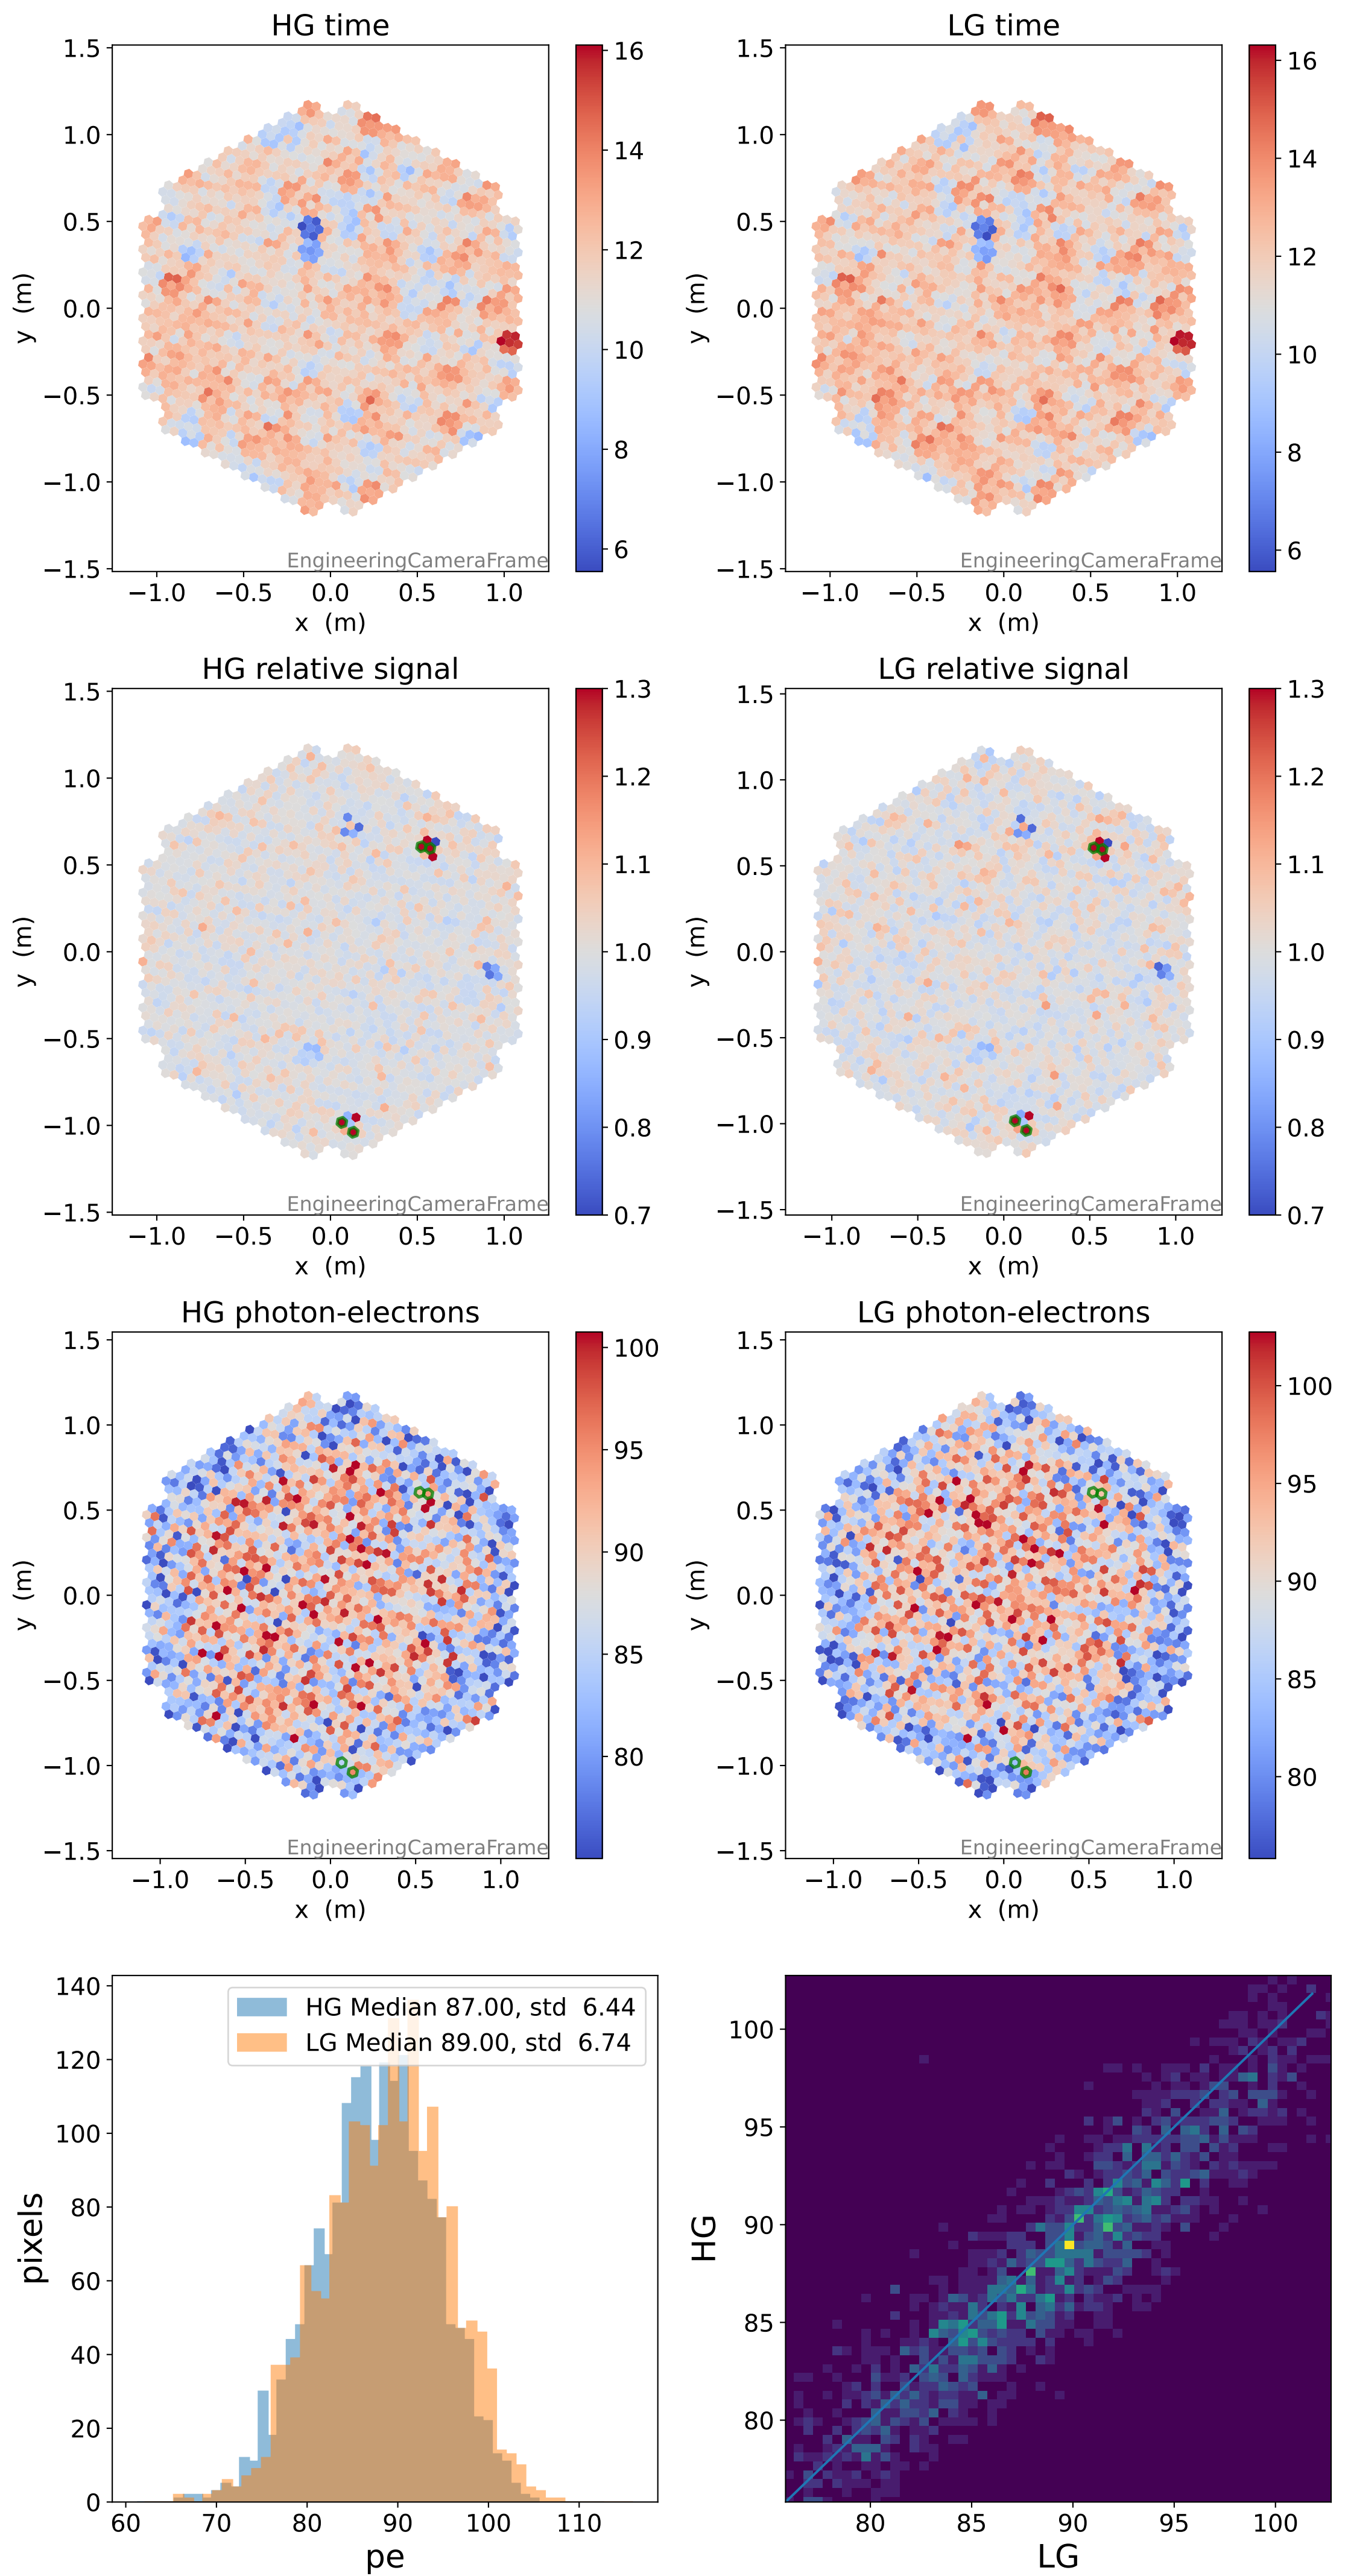 HG time
LG time
1.5
1.0
0.5
0.0
−0.5
−1.0
−1.5
y (m)
−1.0 −0.5 0.0 0.5 1.0
x (m)
EngineeringCameraFrame
16
14
12
10
8
6
1.5
1.0
0.5
0.0
−0.5
−1.0
−1.5
y (m)
−1.0 −0.5 0.0 0.5 1.0
x (m)
EngineeringCameraFrame
16
14
12
10
8
6
HG relative signal
LG relative signal
1.5
1.0
0.5
0.0
−0.5
−1.0
−1.5
y (m)
−1.0 −0.5 0.0 0.5 1.0
x (m)
EngineeringCameraFrame
1.3
1.2
1.1
1.0
0.9
0.8
0.7
1.5
1.0
0.5
0.0
−0.5
−1.0
−1.5
y (m)
−1.0 −0.5 0.0 0.5 1.0
x (m)
EngineeringCameraFrame
1.3
1.2
1.1
1.0
0.9
0.8
0.7
HG photon-electrons
LG photon-electrons
1.5
1.0
0.5
0.0
−0.5
−1.0
−1.5
y (m)
−1.0 −0.5 0.0 0.5 1.0
x (m)
EngineeringCameraFrame
100
95
90
85
80
1.5
1.0
0.5
0.0
−0.5
−1.0
−1.5
y (m)
−1.0 −0.5 0.0 0.5 1.0
x (m)
EngineeringCameraFrame
100
95
90
85
80
HG Median 87.00, std 6.44
LG Median 89.00, std 6.74
140
120
100
80
60
40
20
0
pixels
60 70 80 90 100 110
pe
100
95
90
85
80
HG
80 85 90 95 100
LG